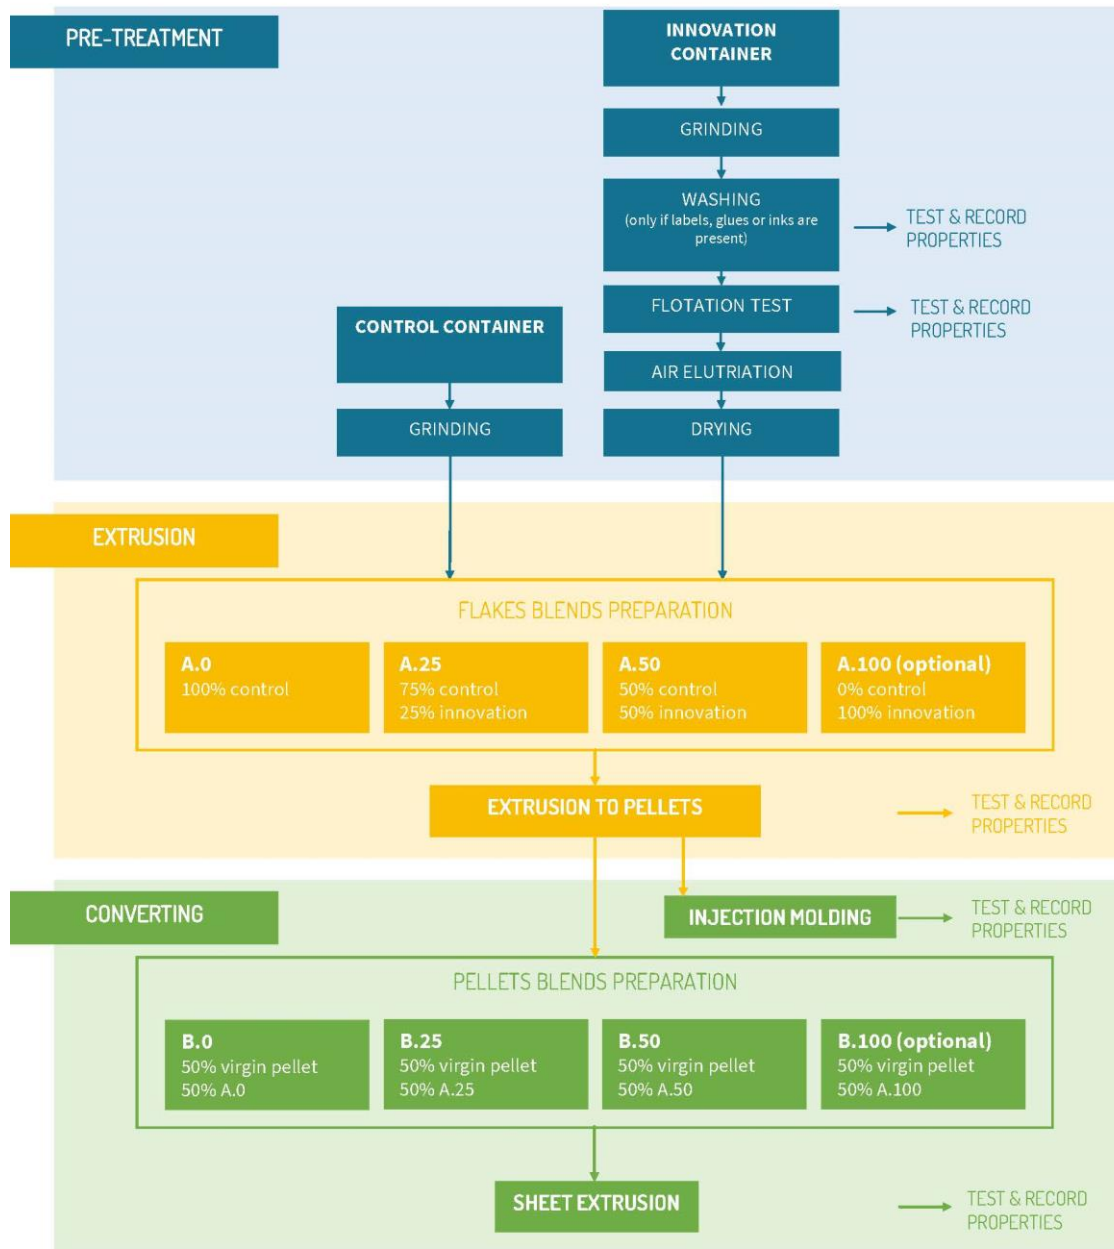 PRE-TREATMENT
INNOVATION
CONTAINER
GRINDING
WASHING
(only if labels, glues or inks are
present)
TEST & RECORD
PROPERTIES
FLOTATION TEST
TEST & RECORD
PROPERTIES
CONTROL CONTAINER
AIR ELUTRIATION
GRINDING
DRYING
EXTRUSION
FLAKES BLENDS PREPARATION
A.0
100% control
A.25
75% control
25% innovation
A.50
50% control
50% innovation
A.100 (optional)
0% control
100% innovation
EXTRUSION TO PELLETS
TEST & RECORD
PROPERTIES
CONVERTING
INJECTION MOLDING
TEST & RECORD
PROPERTIES
PELLETS BLENDS PREPARATION
B.0
50% virgin pellet
50% A.0
B.25
50% virgin pellet
50% A.25
B.50
50% virgin pellet
50% A.50
B.100 (optional)
50% virgin pellet
50% A.100
SHEET EXTRUSION
TEST & RECORD
PROPERTIES